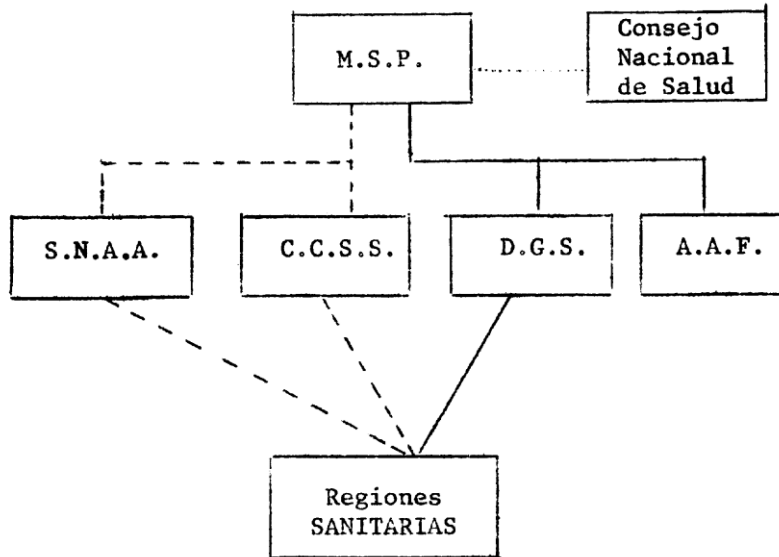 M.S.P.
Consejo
Nacional
de Salud
S.N.A.A.
C.C.S.S.
D.G.S.
A.A.F.
Regiones
SANITARIAS